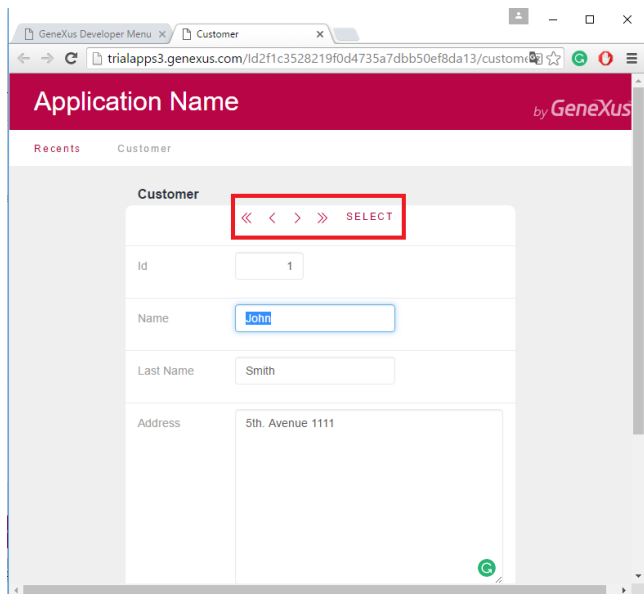 GeneXus Developer Menu
Customer
trialapps3.genexus.com/Id2f1c3528219f0d4735a7dbb50ef8da13/custome
Application Name
by GeneXus
Recents Customer
Customer
SELECT
Id 1
Name John
Last Name Smith
Address 5th. Avenue 1111